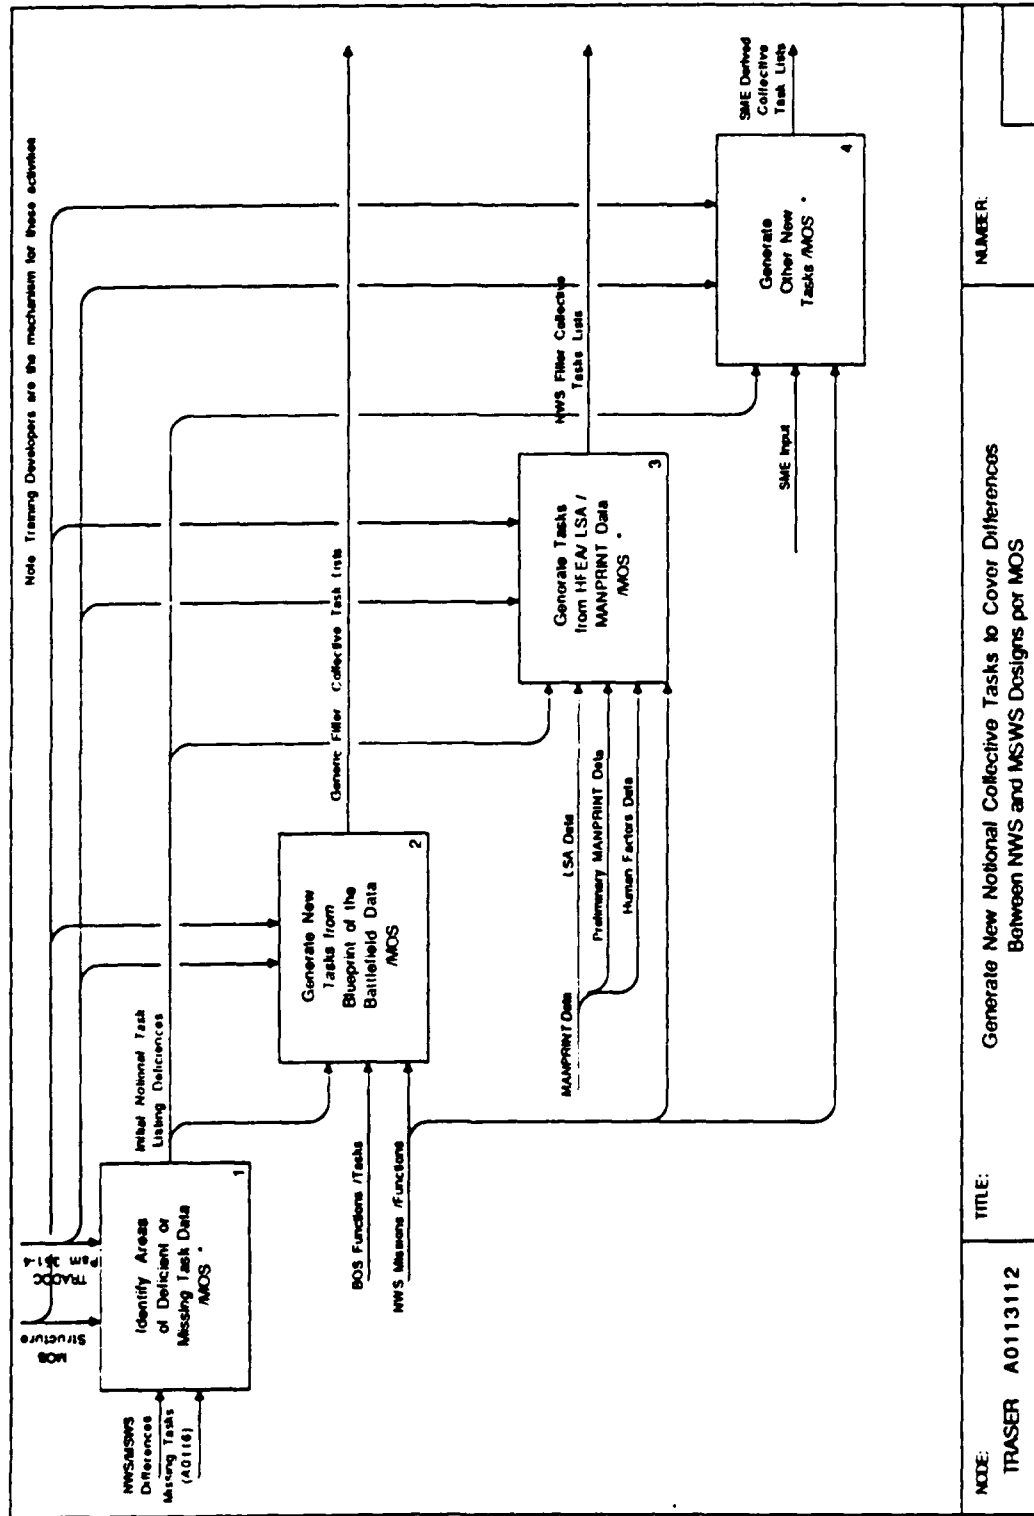 Note Training Developers are the mechanism for these activities
MOS
Structure
TRADOC
Pam 351-4
NWS/MSWS
Differences
Missing Tasks
(A0116)
Identify Areas
of Deficient or
Missing Task Data
/MOS *
1
Initial Notional Task
Listing Deficiences
BOS Functions /Tasks
NWS Missions /Functions
Generate New
Tasks from
Blueprint of the
Battlefield Data
/MOS
2
Generic Filler Collective Task Lists
MANPRINT Data
LSA Data
Preliminary MANPRINT Data
Human Factors Data
Generate Tasks
from HFEA/ LSA /
MANPRINT Data
/MOS *
3
NWS Filler Collective
Tasks Lists
SME Input
Generate
Other New
Tasks /MOS *
4
SME Derived
Collective
Task Lists
NODE:
TRASER A0113112
TITLE:
Generate New Notional Collective Tasks to Cover Differences
Between NWS and MSWS Designs per MOS
NUMBER: